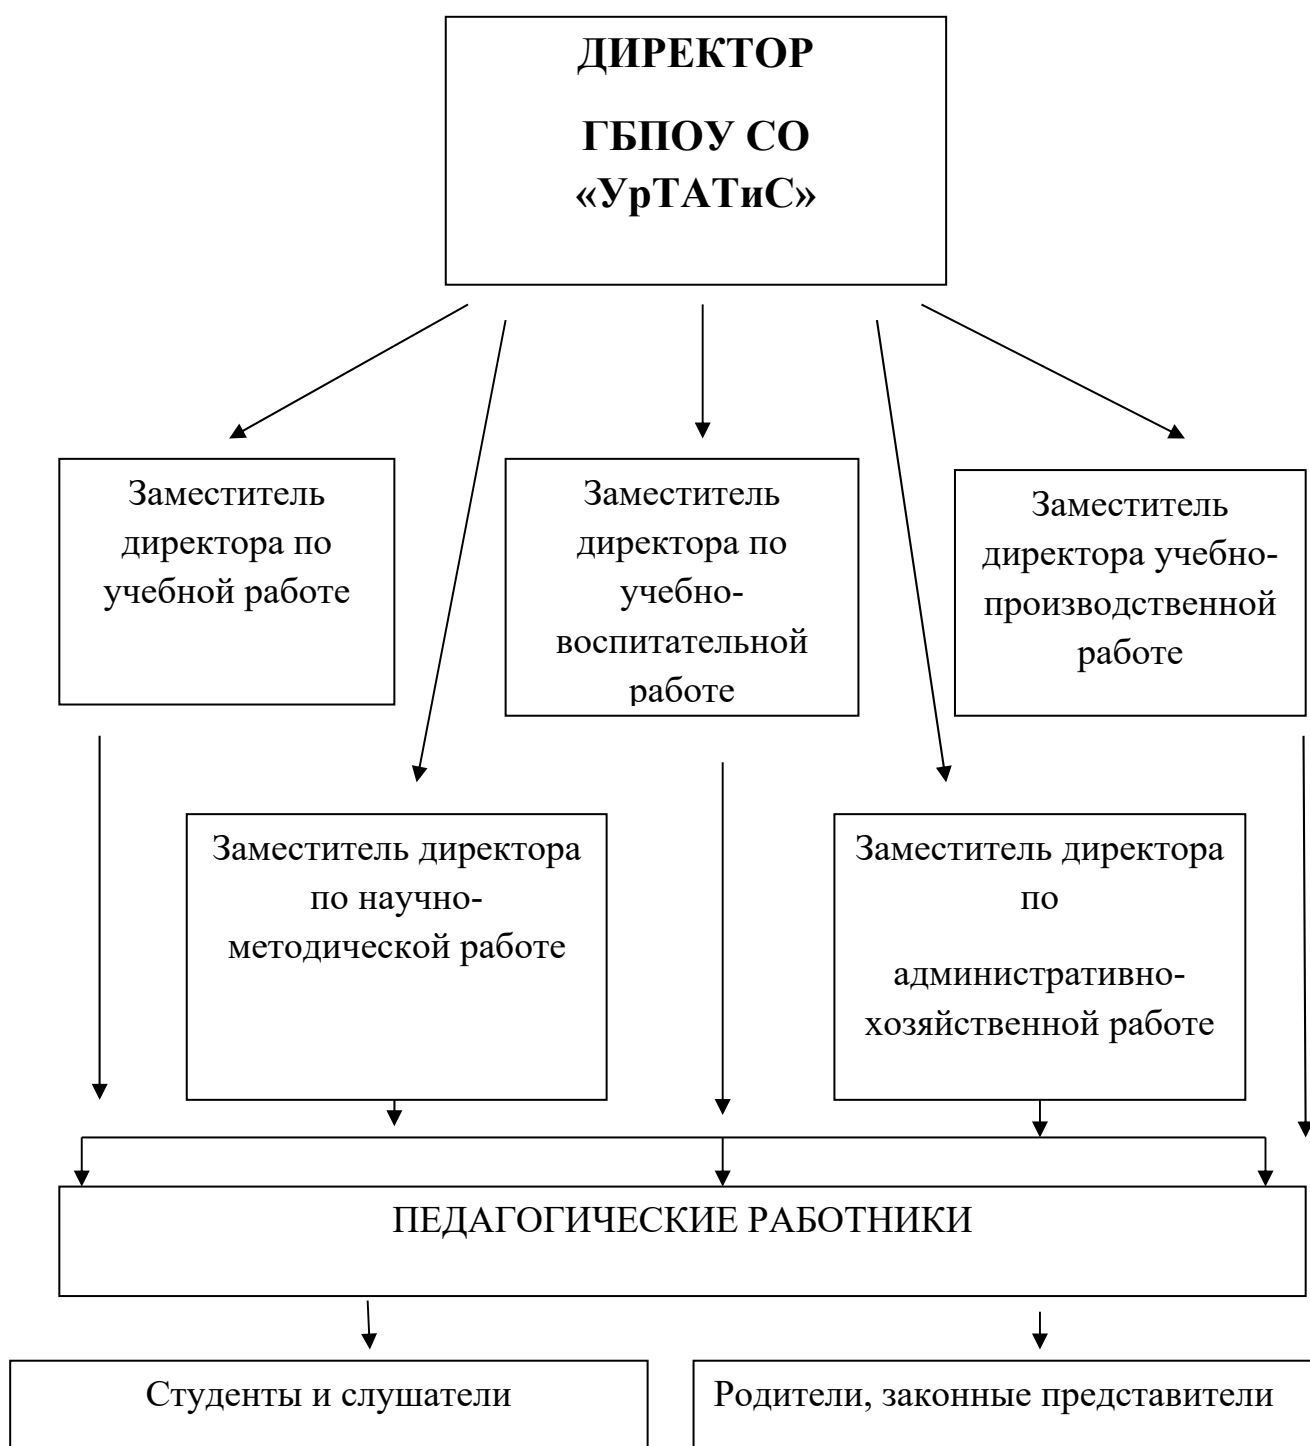 ДИРЕКТОР
ГБПОУ СО
«УрТАТиС»
Заместитель
директора по
учебной работе
Заместитель
директора по
учебно-
воспитательной
работе
Заместитель
директора учебно-
производственной
работе
Заместитель директора
по научно-
методической работе
Заместитель директора
по
административно-
хозяйственной работе
ПЕДАГОГИЧЕСКИЕ РАБОТНИКИ
Студенты и слушатели
Родители, законные представители